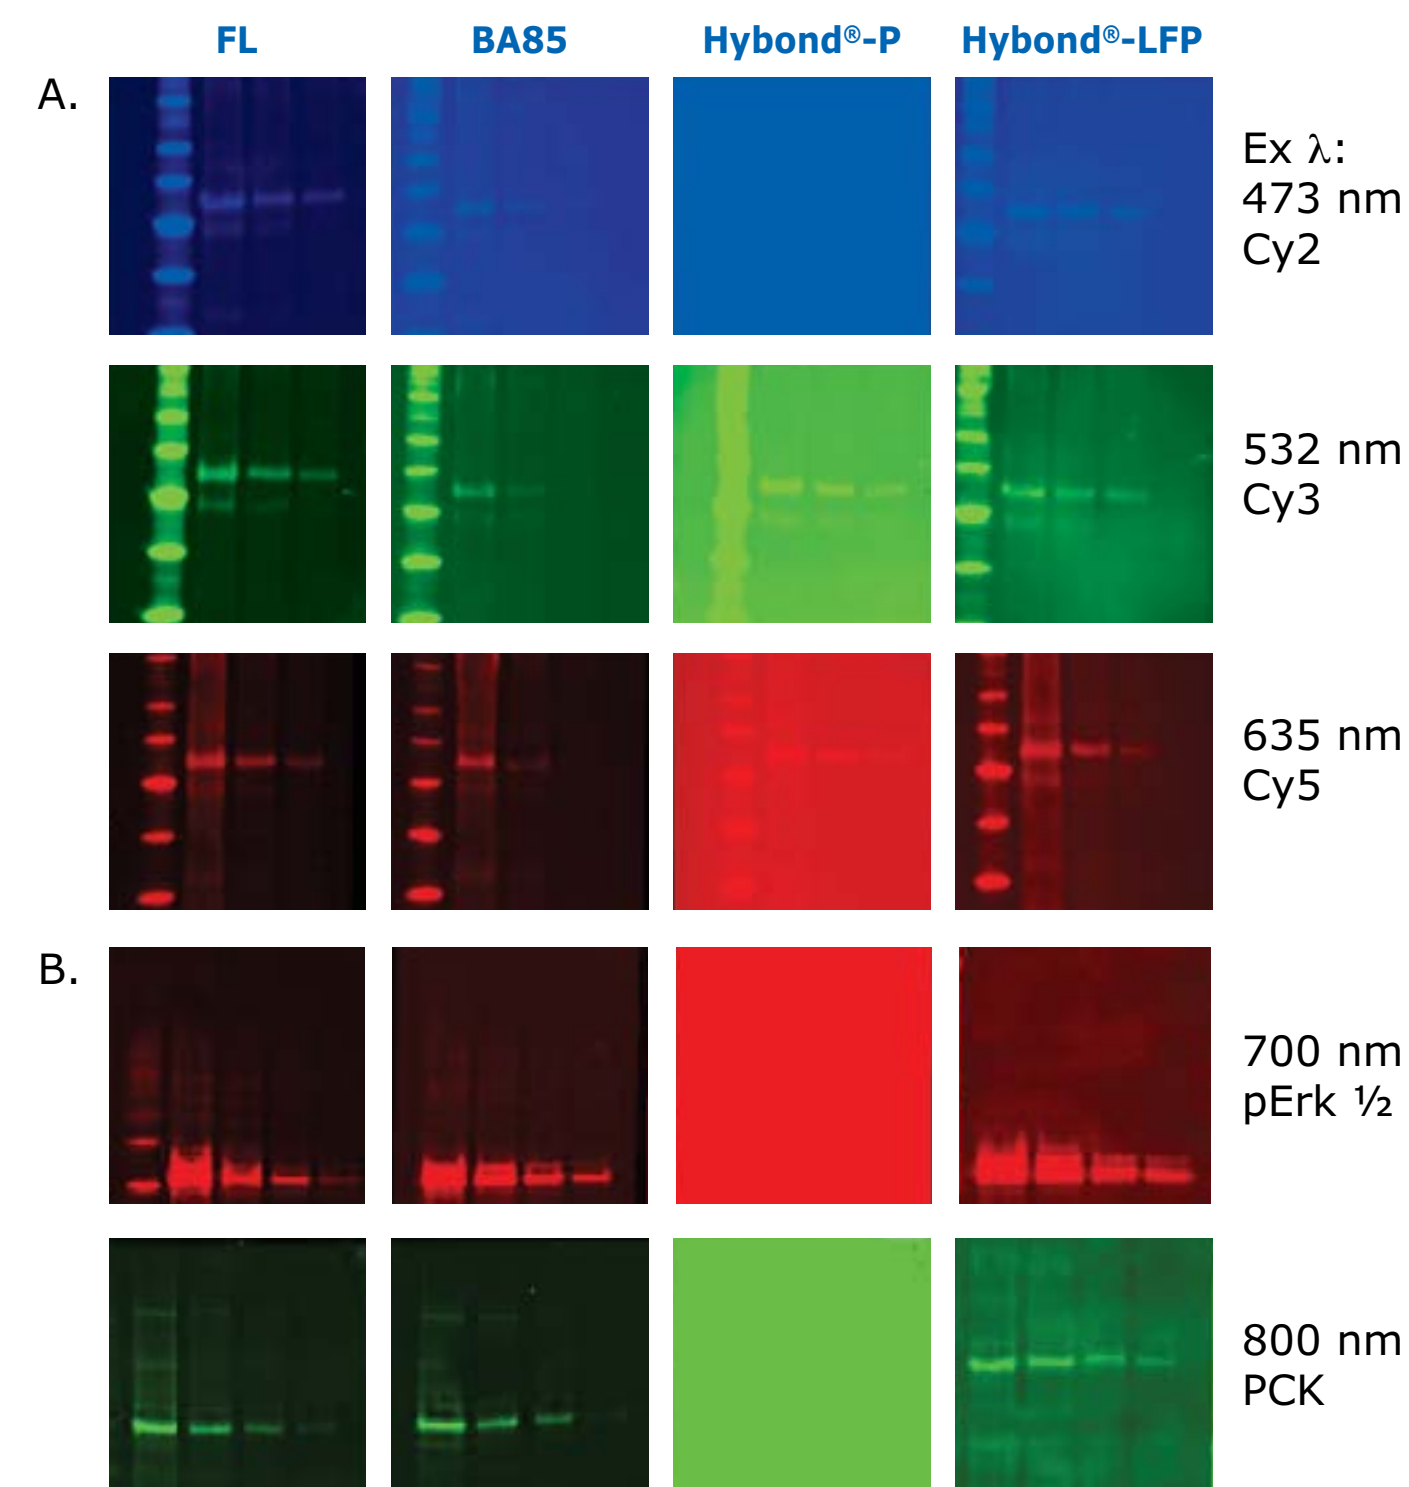 FL BA85 Hybond®-P Hybond®-LFP
A.
Ex λ:
473 nm
Cy2
532 nm
Cy3
635 nm
Cy5
B.
700 nm
pErk ½
800 nm
PCK